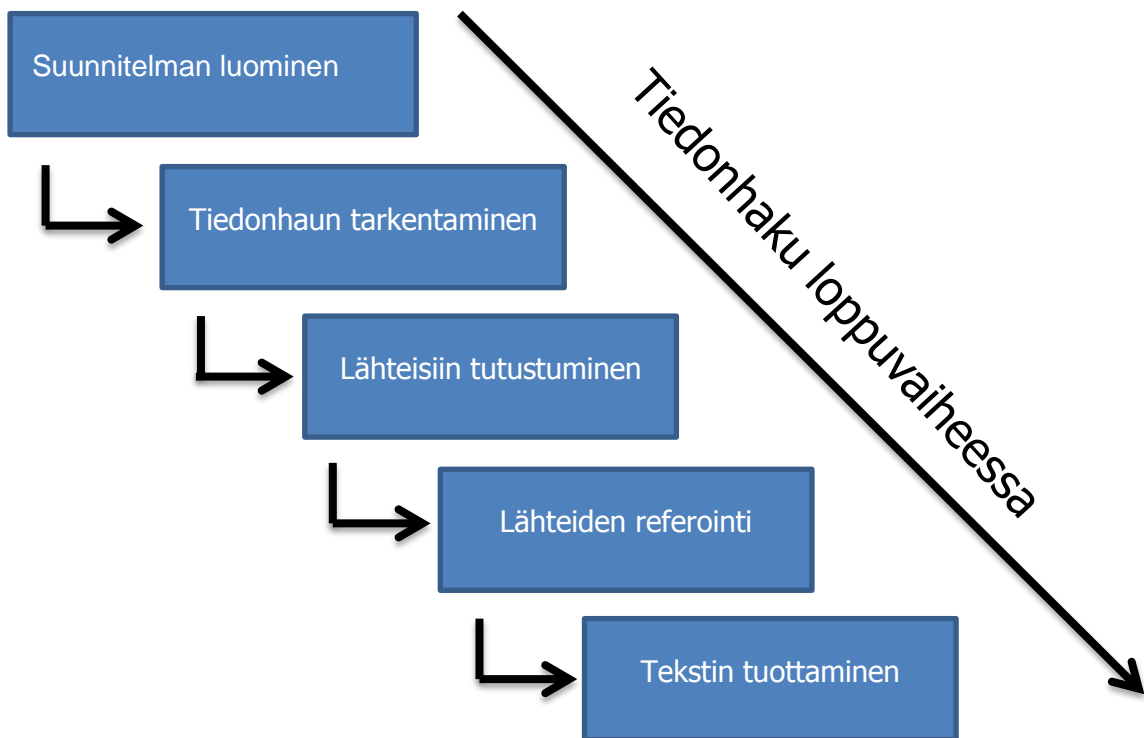 Suunnitelman luominen
Tiedonhaun tarkentaminen
Lähteisiin tutustuminen
Lähteiden referointi
Tekstin tuottaminen
Tiedonhaku loppuvaiheessa